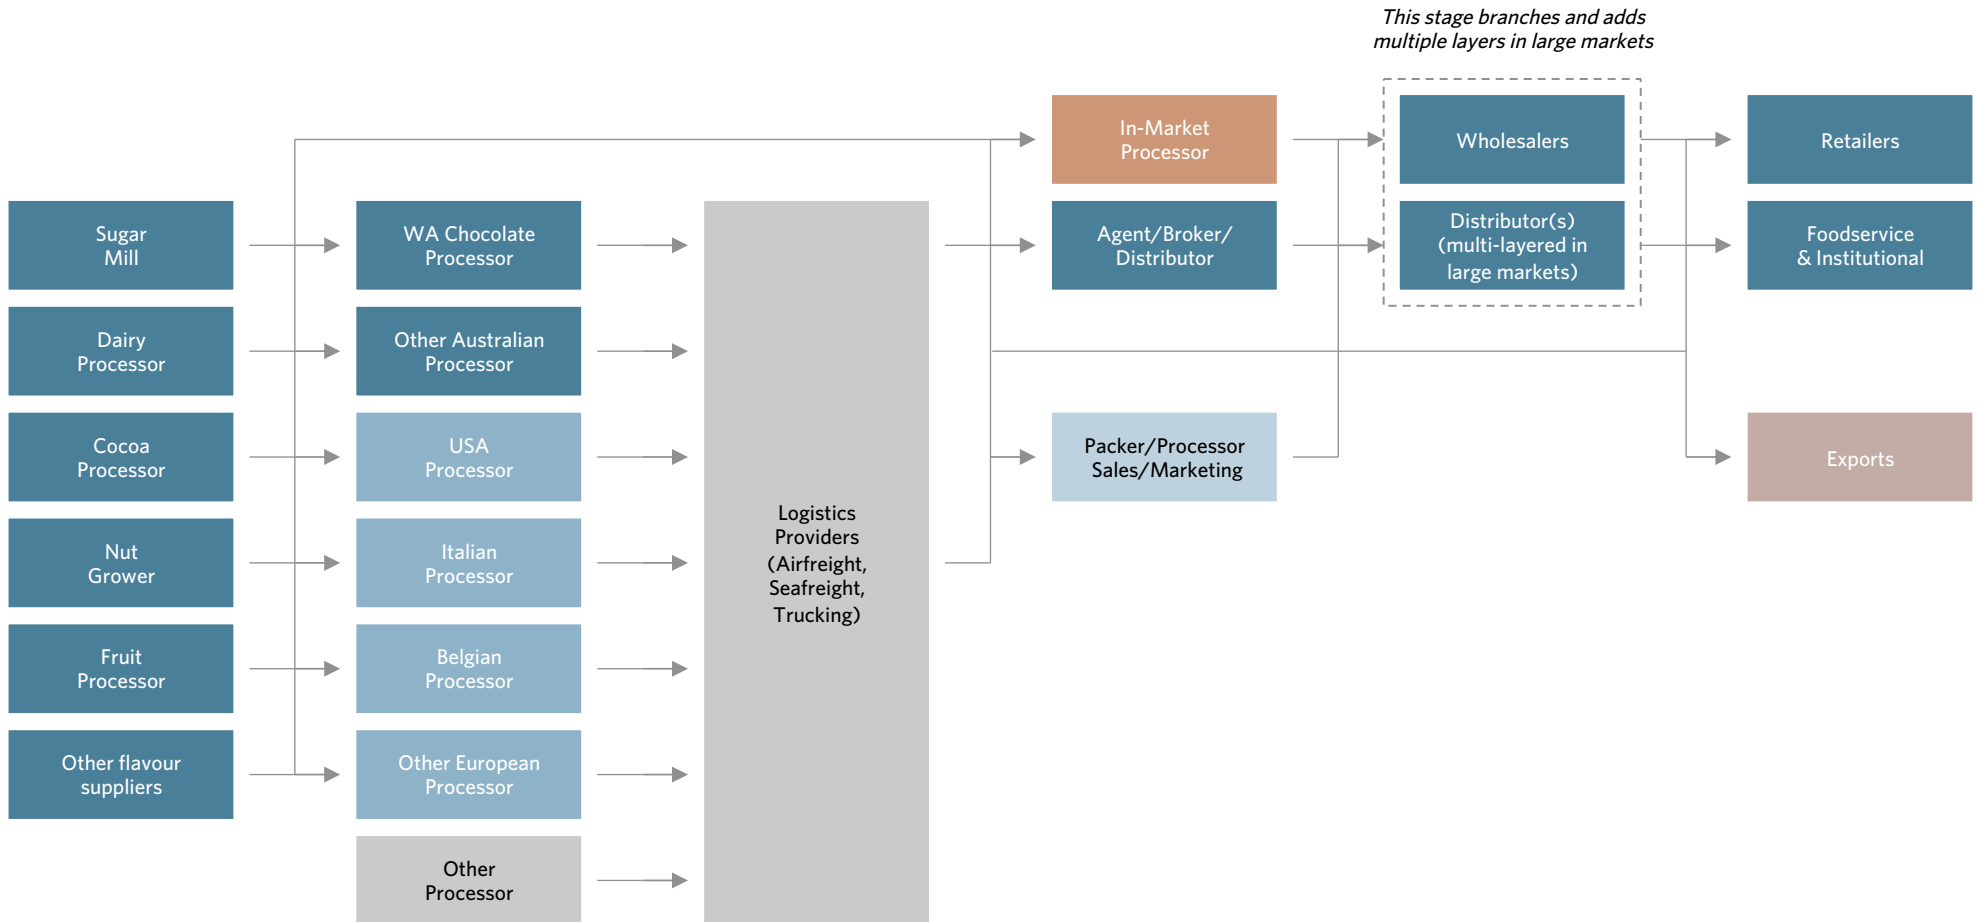 This stage branches and adds
multiple layers in large markets
Sugar
Mill
Dairy
Processor
Cocoa
Processor
Nut
Grower
Fruit
Processor
Other flavour
suppliers
WA Chocolate
Processor
Other Australian
Processor
USA
Processor
Italian
Processor
Belgian
Processor
Other European
Processor
Other
Processor
Logistics
Providers
(Airfreight,
Seafreight,
Trucking)
In-Market
Processor
Agent/Broker/
Distributor
Packer/Processor
Sales/Marketing
Wholesalers
Distributor(s)
(multi-layered in
large markets)
Retailers
Foodservice
& Institutional
Exports